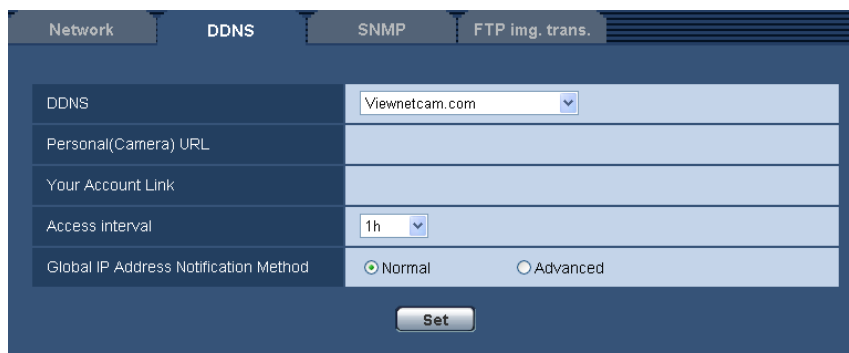 Network DDNS SNMP FTP img. trans.
DDNS Viewnetcam.com
Personal(Camera) URL
Your Account Link
Access interval 1h
Global IP Address Notification Method Normal Advanced
Set